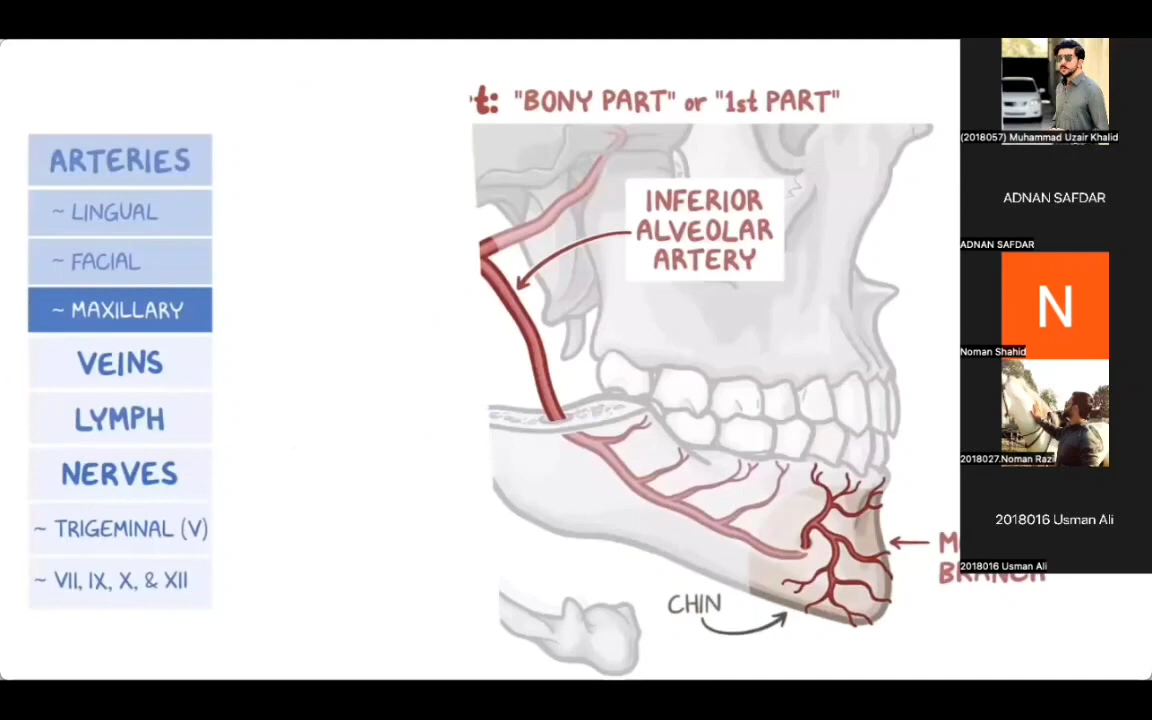 t: "BONY PART" or "1st PART"
ARTERIES
~ LINGUAL
~ FACIAL
~ MAXILLARY
VEINS
LYMPH
NERVES
~ TRIGEMINAL (V)
~ VII, IX, X, & XII
INFERIOR
ALVEOLAR
ARTERY
CHIN
M
BRANCH
(2018057) Muhammad Uzair Khalid
ADNAN SAFDAR
ADNAN SAFDAR
N
Noman Shahid
2018027.Noman Razi
2018016 Usman Ali
2018016 Usman Ali